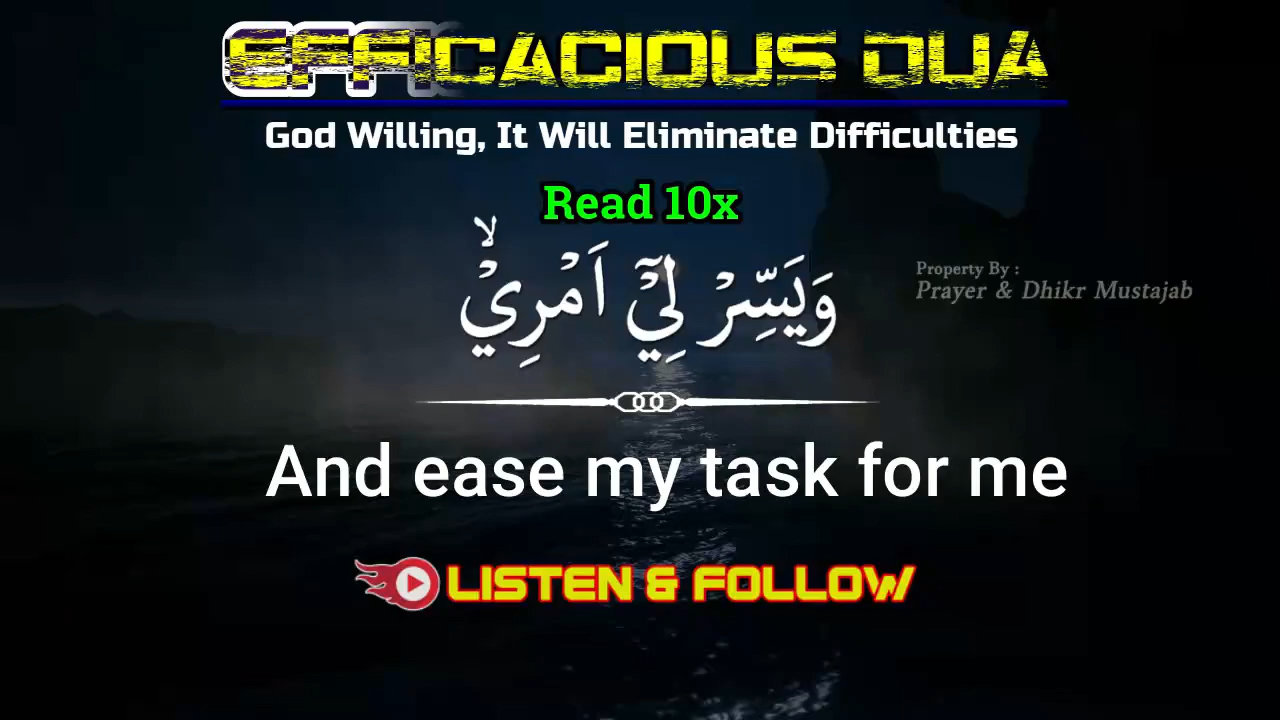 EFFICACIOUS DUA
God Willing, It Will Eliminate Difficulties
Read 10x
وَيَسِّرْ لِيْٓ اَمْرِيْۙ
Property By :
Prayer & Dhikr Mustajab
And ease my task for me
LISTEN & FOLLOW